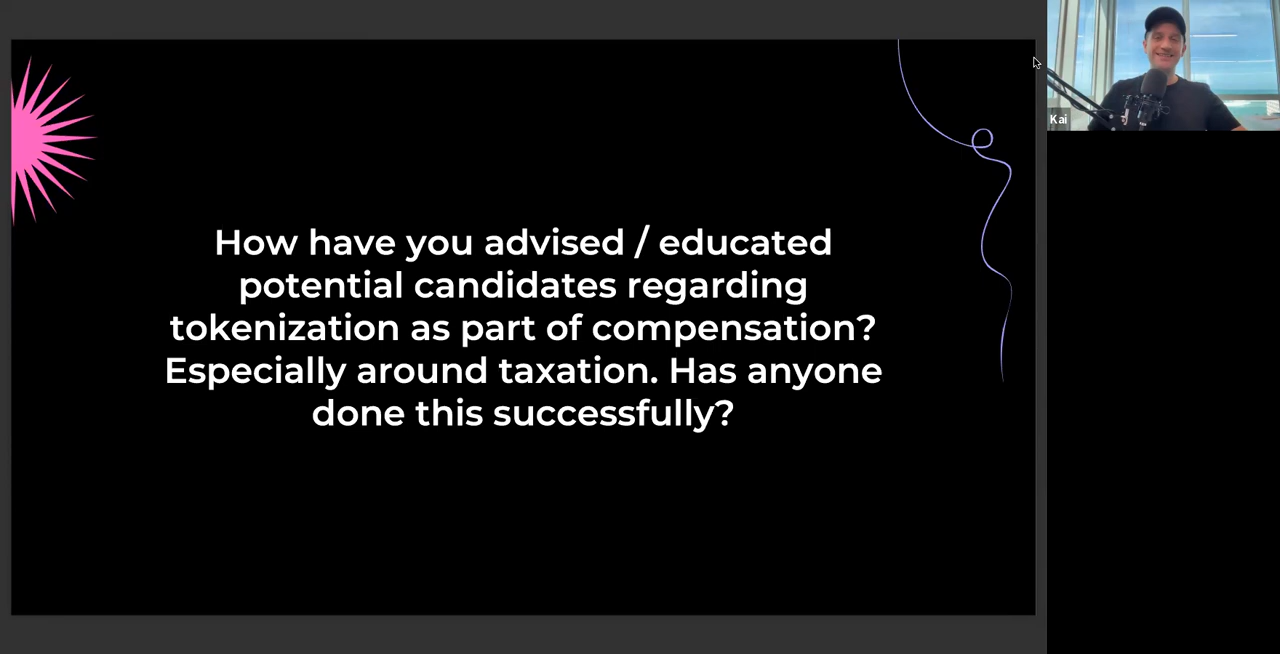 How have you advised / educated
potential candidates regarding
tokenization as part of compensation?
Especially around taxation. Has anyone
done this successfully?
Kai